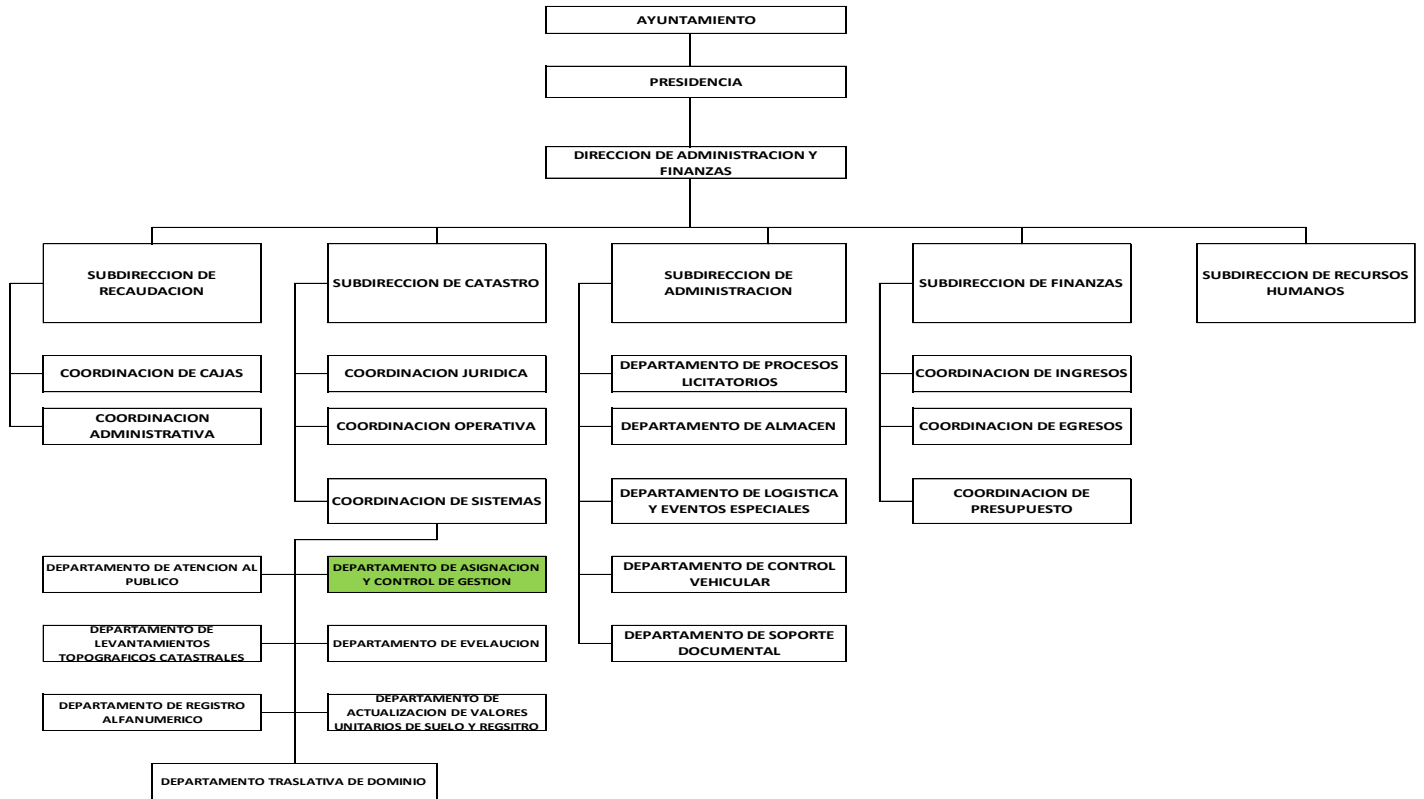 AYUNTAMIENTO
PRESIDENCIA
DIRECCION DE ADMINISTRACION Y
FINANZAS
SUBDIRECCION DE
RECAUDACION
SUBDIRECCION DE CATASTRO
SUBDIRECCION DE
ADMINISTRACION
SUBDIRECCION DE FINANZAS
SUBDIRECCION DE RECURSOS
HUMANOS
COORDINACION DE CAJAS
COORDINACION JURIDICA
DEPARTAMENTO DE PROCESOS
LICITATORIOS
COORDINACION DE INGRESOS
COORDINACION
ADMINISTRATIVA
COORDINACION OPERATIVA
DEPARTAMENTO DE ALMACEN
COORDINACION DE EGRESOS
COORDINACION DE SISTEMAS
DEPARTAMENTO DE LOGISTICA
Y EVENTOS ESPECIALES
COORDINACION DE
PRESUPUESTO
DEPARTAMENTO DE ATENCION AL
PUBLICO
DEPARTAMENTO DE ASIGNACION
Y CONTROL DE GESTION
DEPARTAMENTO DE CONTROL
VEHICULAR
DEPARTAMENTO DE
LEVANTAMIENTOS
TOPOGRAFICOS CATASTRALES
DEPARTAMENTO DE EVELAUCION
DEPARTAMENTO DE SOPORTE
DOCUMENTAL
DEPARTAMENTO DE REGISTRO
ALFANUMERICO
DEPARTAMENTO DE
ACTUALIZACION DE VALORES
UNITARIOS DE SUELO Y REGSITRO
DEPARTAMENTO TRASLATIVA DE DOMINIO